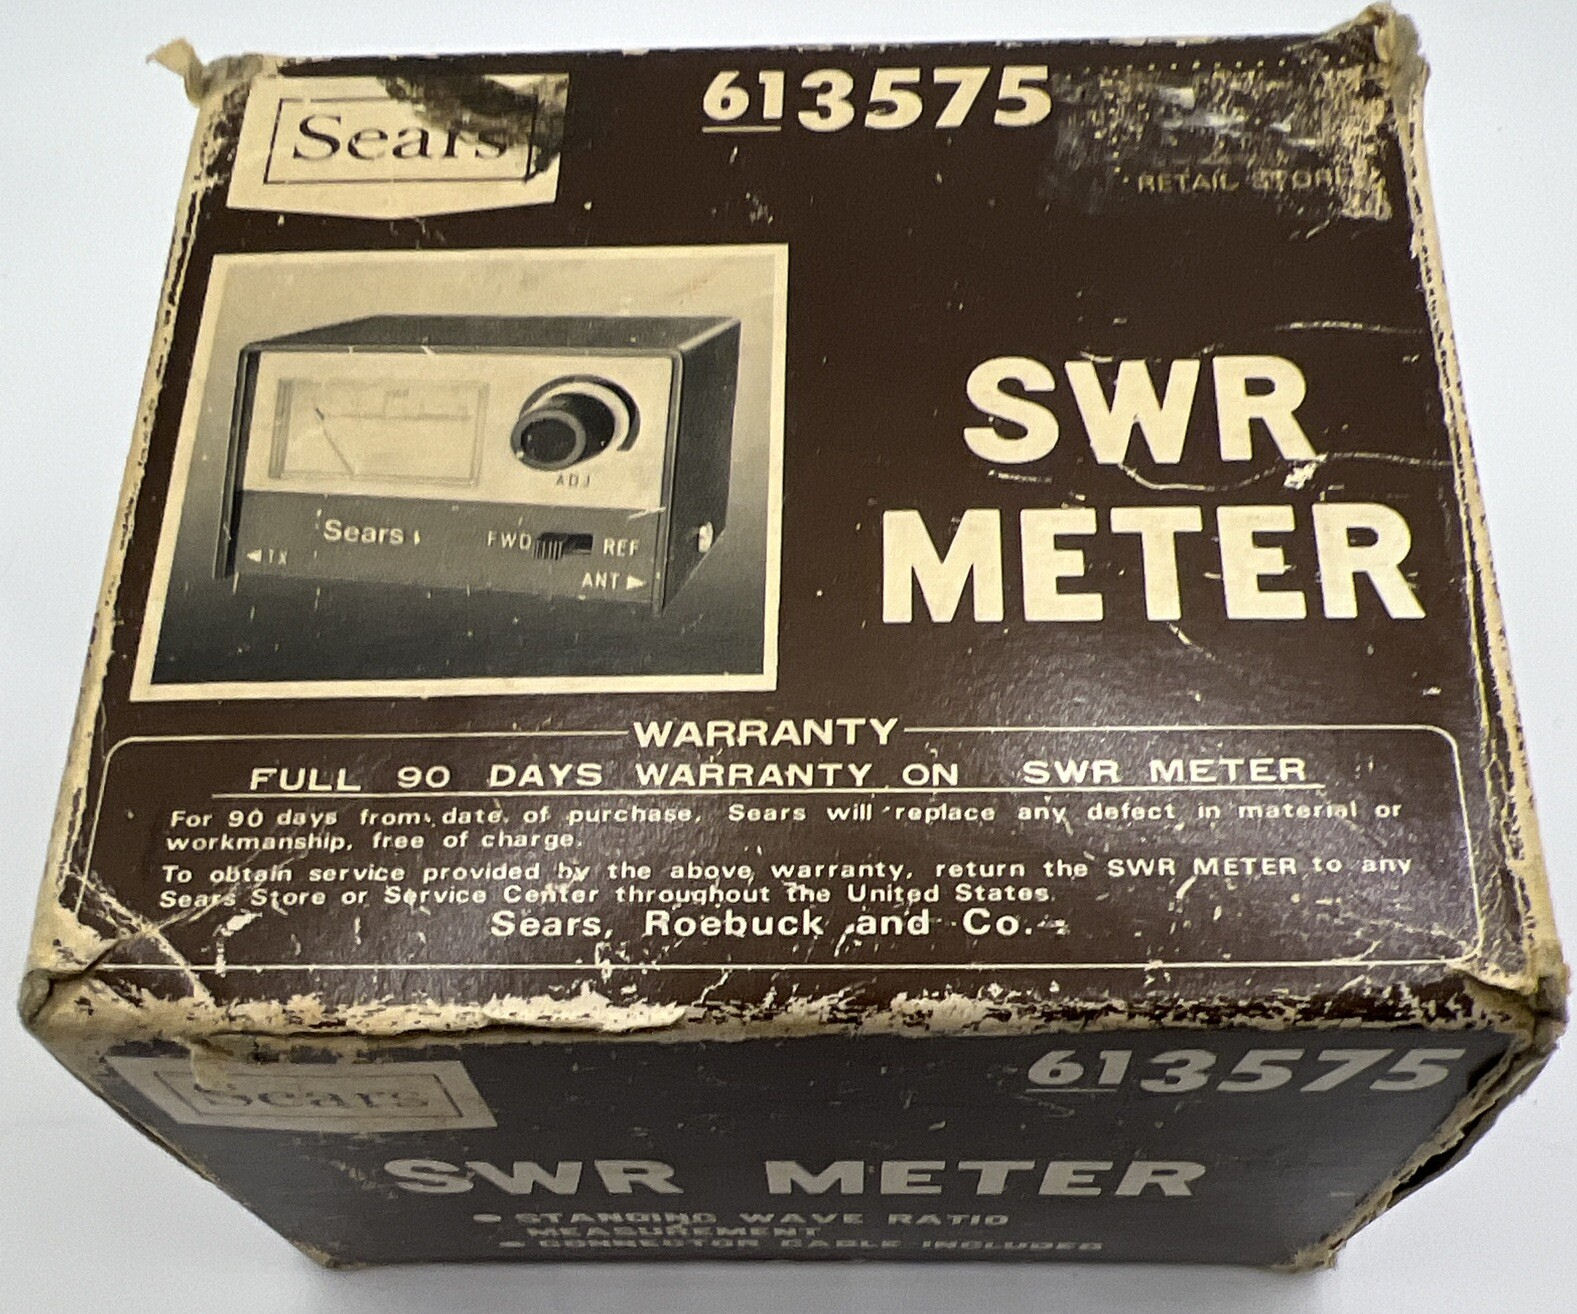 Sears
613575
RETAIL STORE
SWR
METER
ADJ
Sears
FWD
REF
◄TX
ANT►
WARRANTY
FULL 90 DAYS WARRANTY ON SWR METER
For 90 days from date of purchase, Sears will replace any defect in material or
workmanship, free of charge.
To obtain service provided by the above warranty, return the SWR METER to any
Sears Store or Service Center throughout the United States.
Sears, Roebuck and Co.
Sears
613575
SWR METER
• STANDING WAVE RATIO
MEASUREMENT
• CONNECTOR CABLE INCLUDED